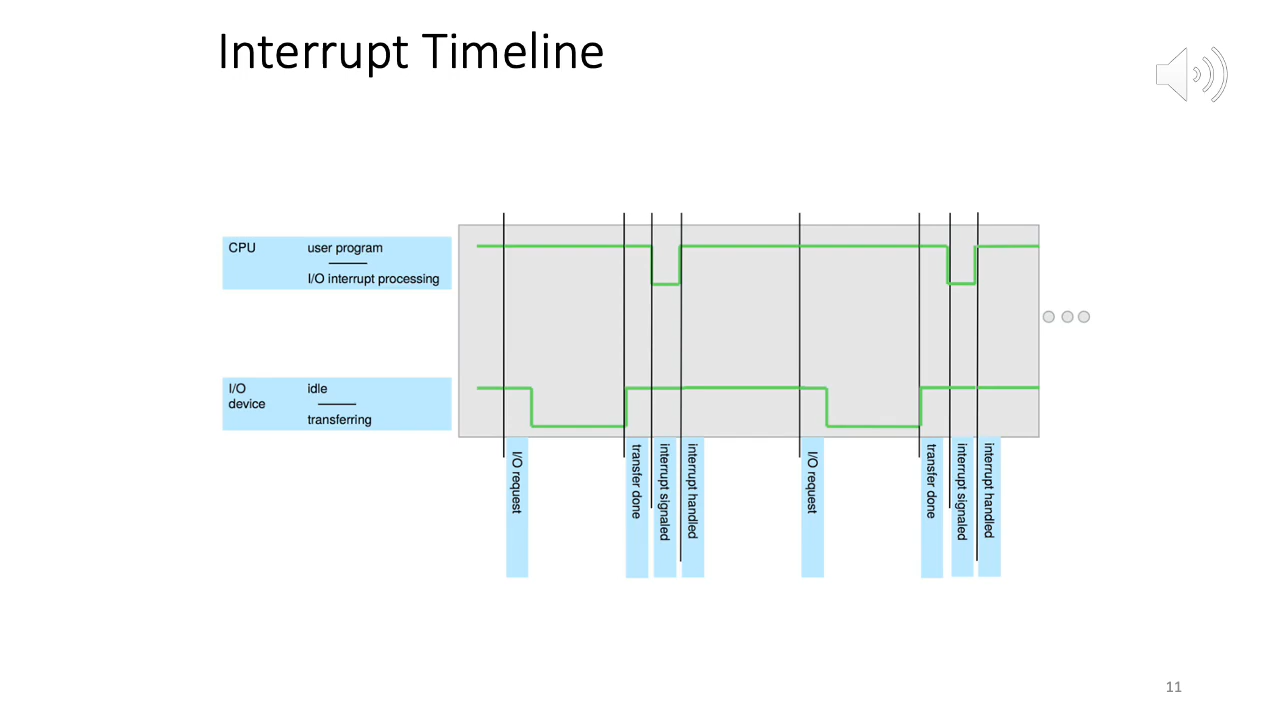 Interrupt Timeline
CPU
user program
I/O interrupt processing
I/O
device
idle
transferring
I/O request
transfer done
interrupt signaled
interrupt handled
I/O request
transfer done
interrupt signaled
interrupt handled
11